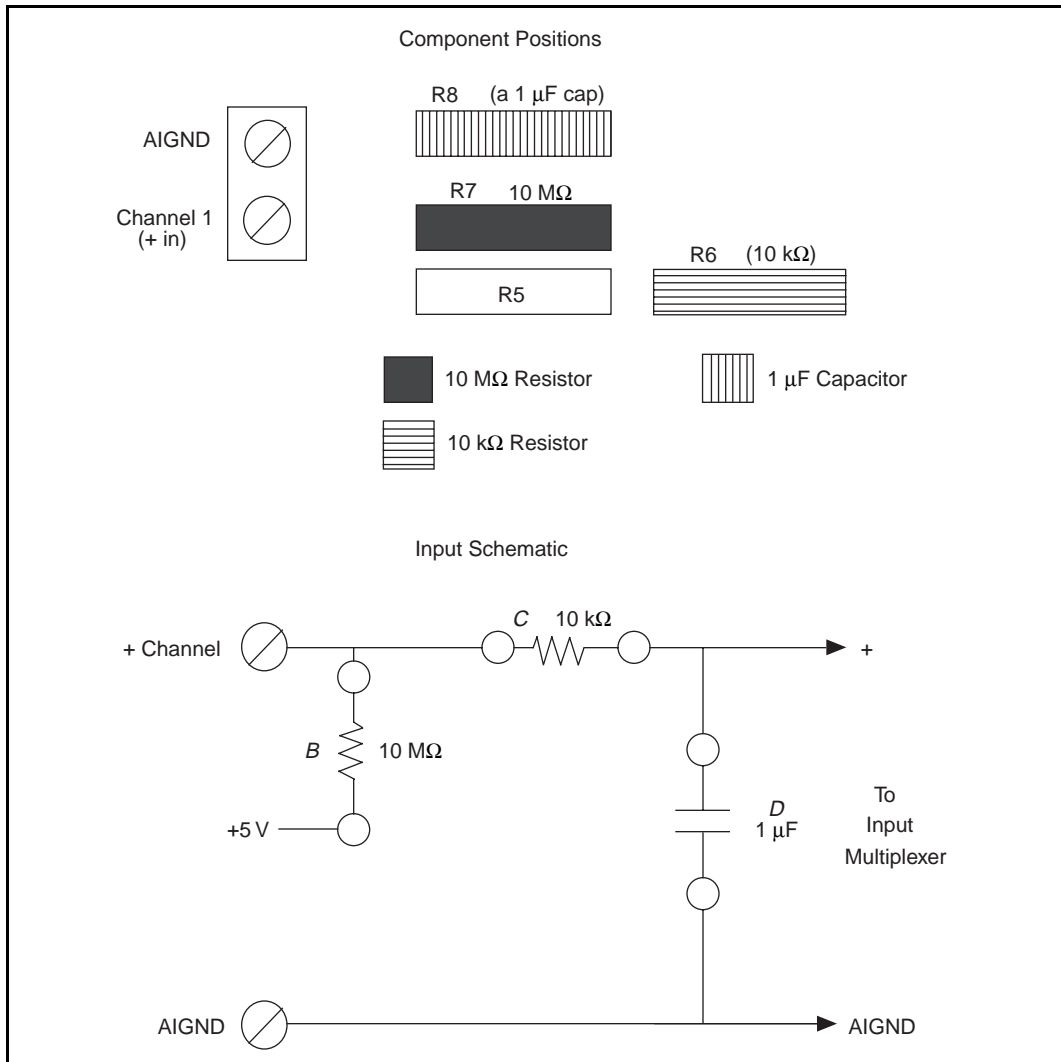 Component Positions
R8 (a 1 μF cap)
AIGND
R7 10 MΩ
Channel 1
(+ in)
R6 (10 kΩ)
R5
10 MΩ Resistor
1 μF Capacitor
10 kΩ Resistor
Input Schematic
C 10 kΩ
+ Channel
+
B 10 MΩ
D
1 μF
+5 V
To
Input
Multiplexer
AIGND
AIGND